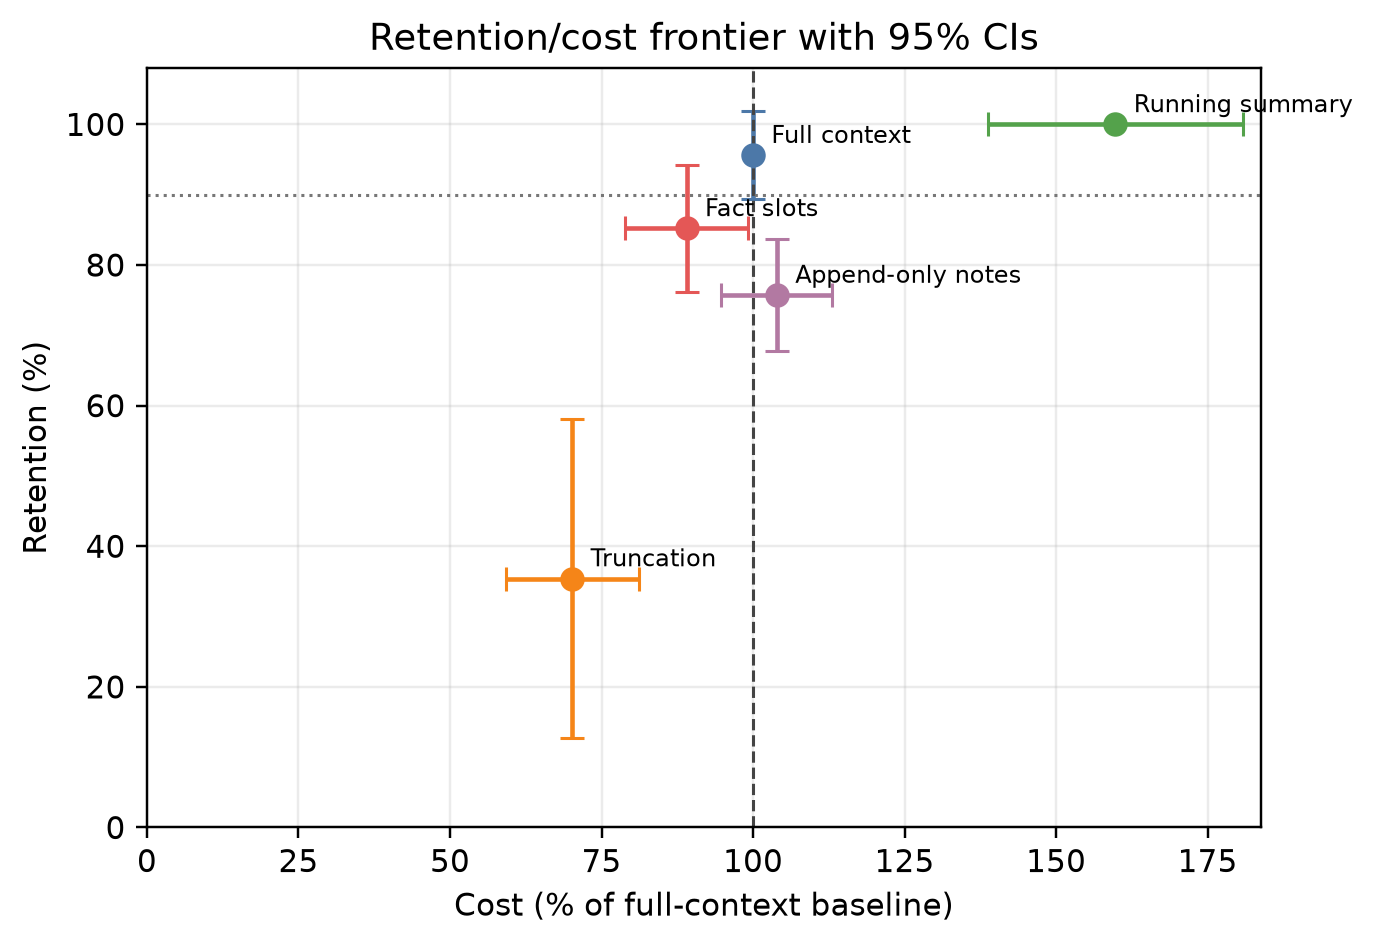 Retention/cost frontier with 95% CIs
Running summary
Full context
Fact slots
Append-only notes
Truncation
Retention (%)
100
80
60
40
20
0
0 25 50 75 100 125 150 175
Cost (% of full-context baseline)